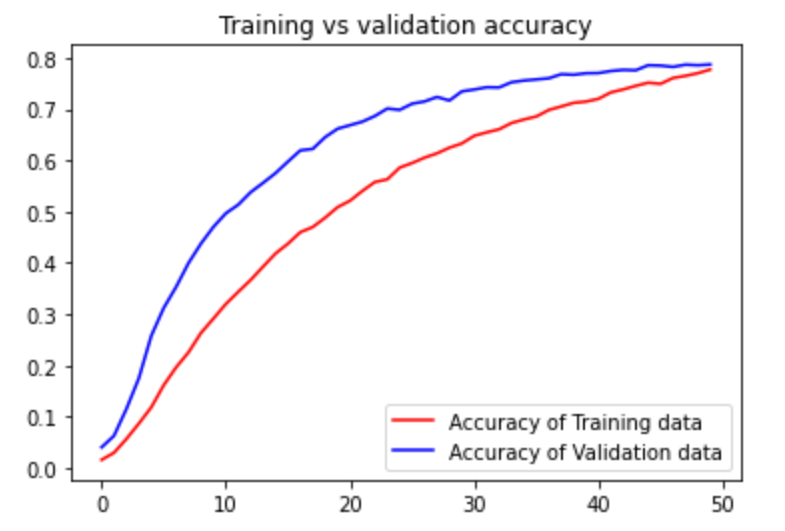 Training vs validation accuracy
0.8
0.7
0.6
0.5
0.4
0.3
0.2
0.1
0.0
Accuracy of Training data
Accuracy of Validation data
0 10 20 30 40 50